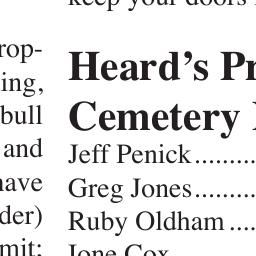 rop-
ing,
bull
and
have
der)
mit;
keep your doors
Heard's Pr
Cemetery
Jeff Penick..........
Greg Jones..........
Ruby Oldham ....
Ione Cox